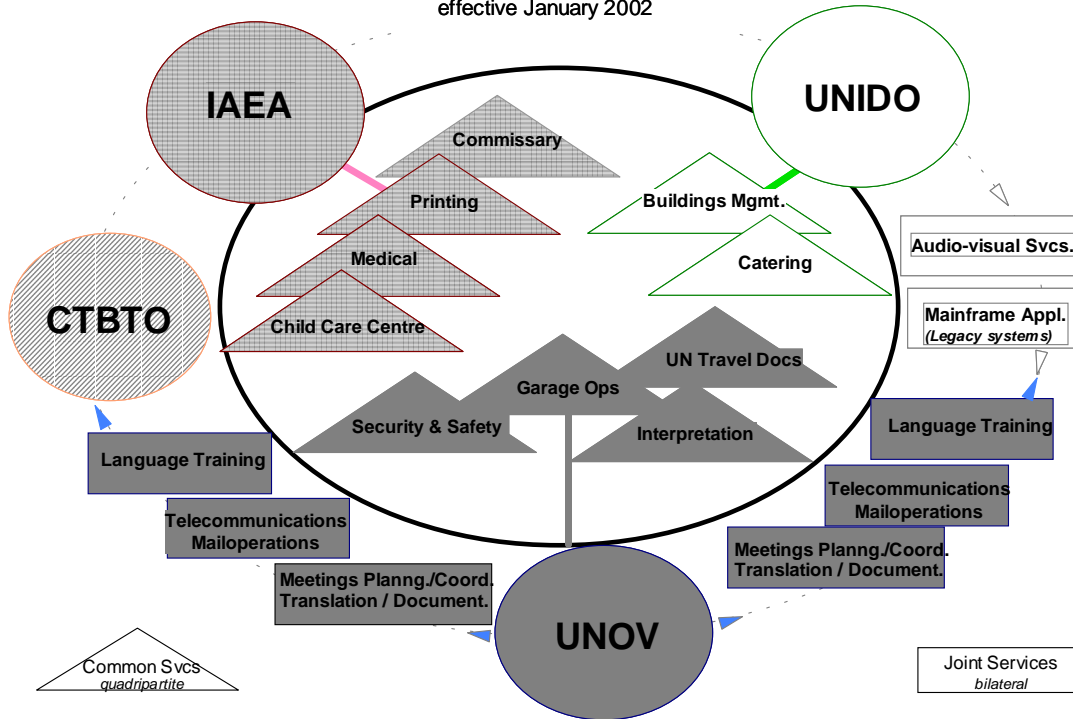 effective January 2002
IAEA
UNIDO
Commissary
Printing
Buildings Mgmt.
Medical
Catering
Audio-visual Svcs.
CTBTO
Child Care Centre
Mainframe Appl.
(Legacy systems)
UN Travel Docs
Garage Ops
Security & Safety
Interpretation
Language Training
Language Training
Telecommunications
Mailoperations
Telecommunications
Mailoperations
Meetings Planng./Coord.
Translation / Document.
Meetings Planng./Coord.
Translation / Document.
UNOV
Common Svcs
quadripartite
Joint Services
bilateral